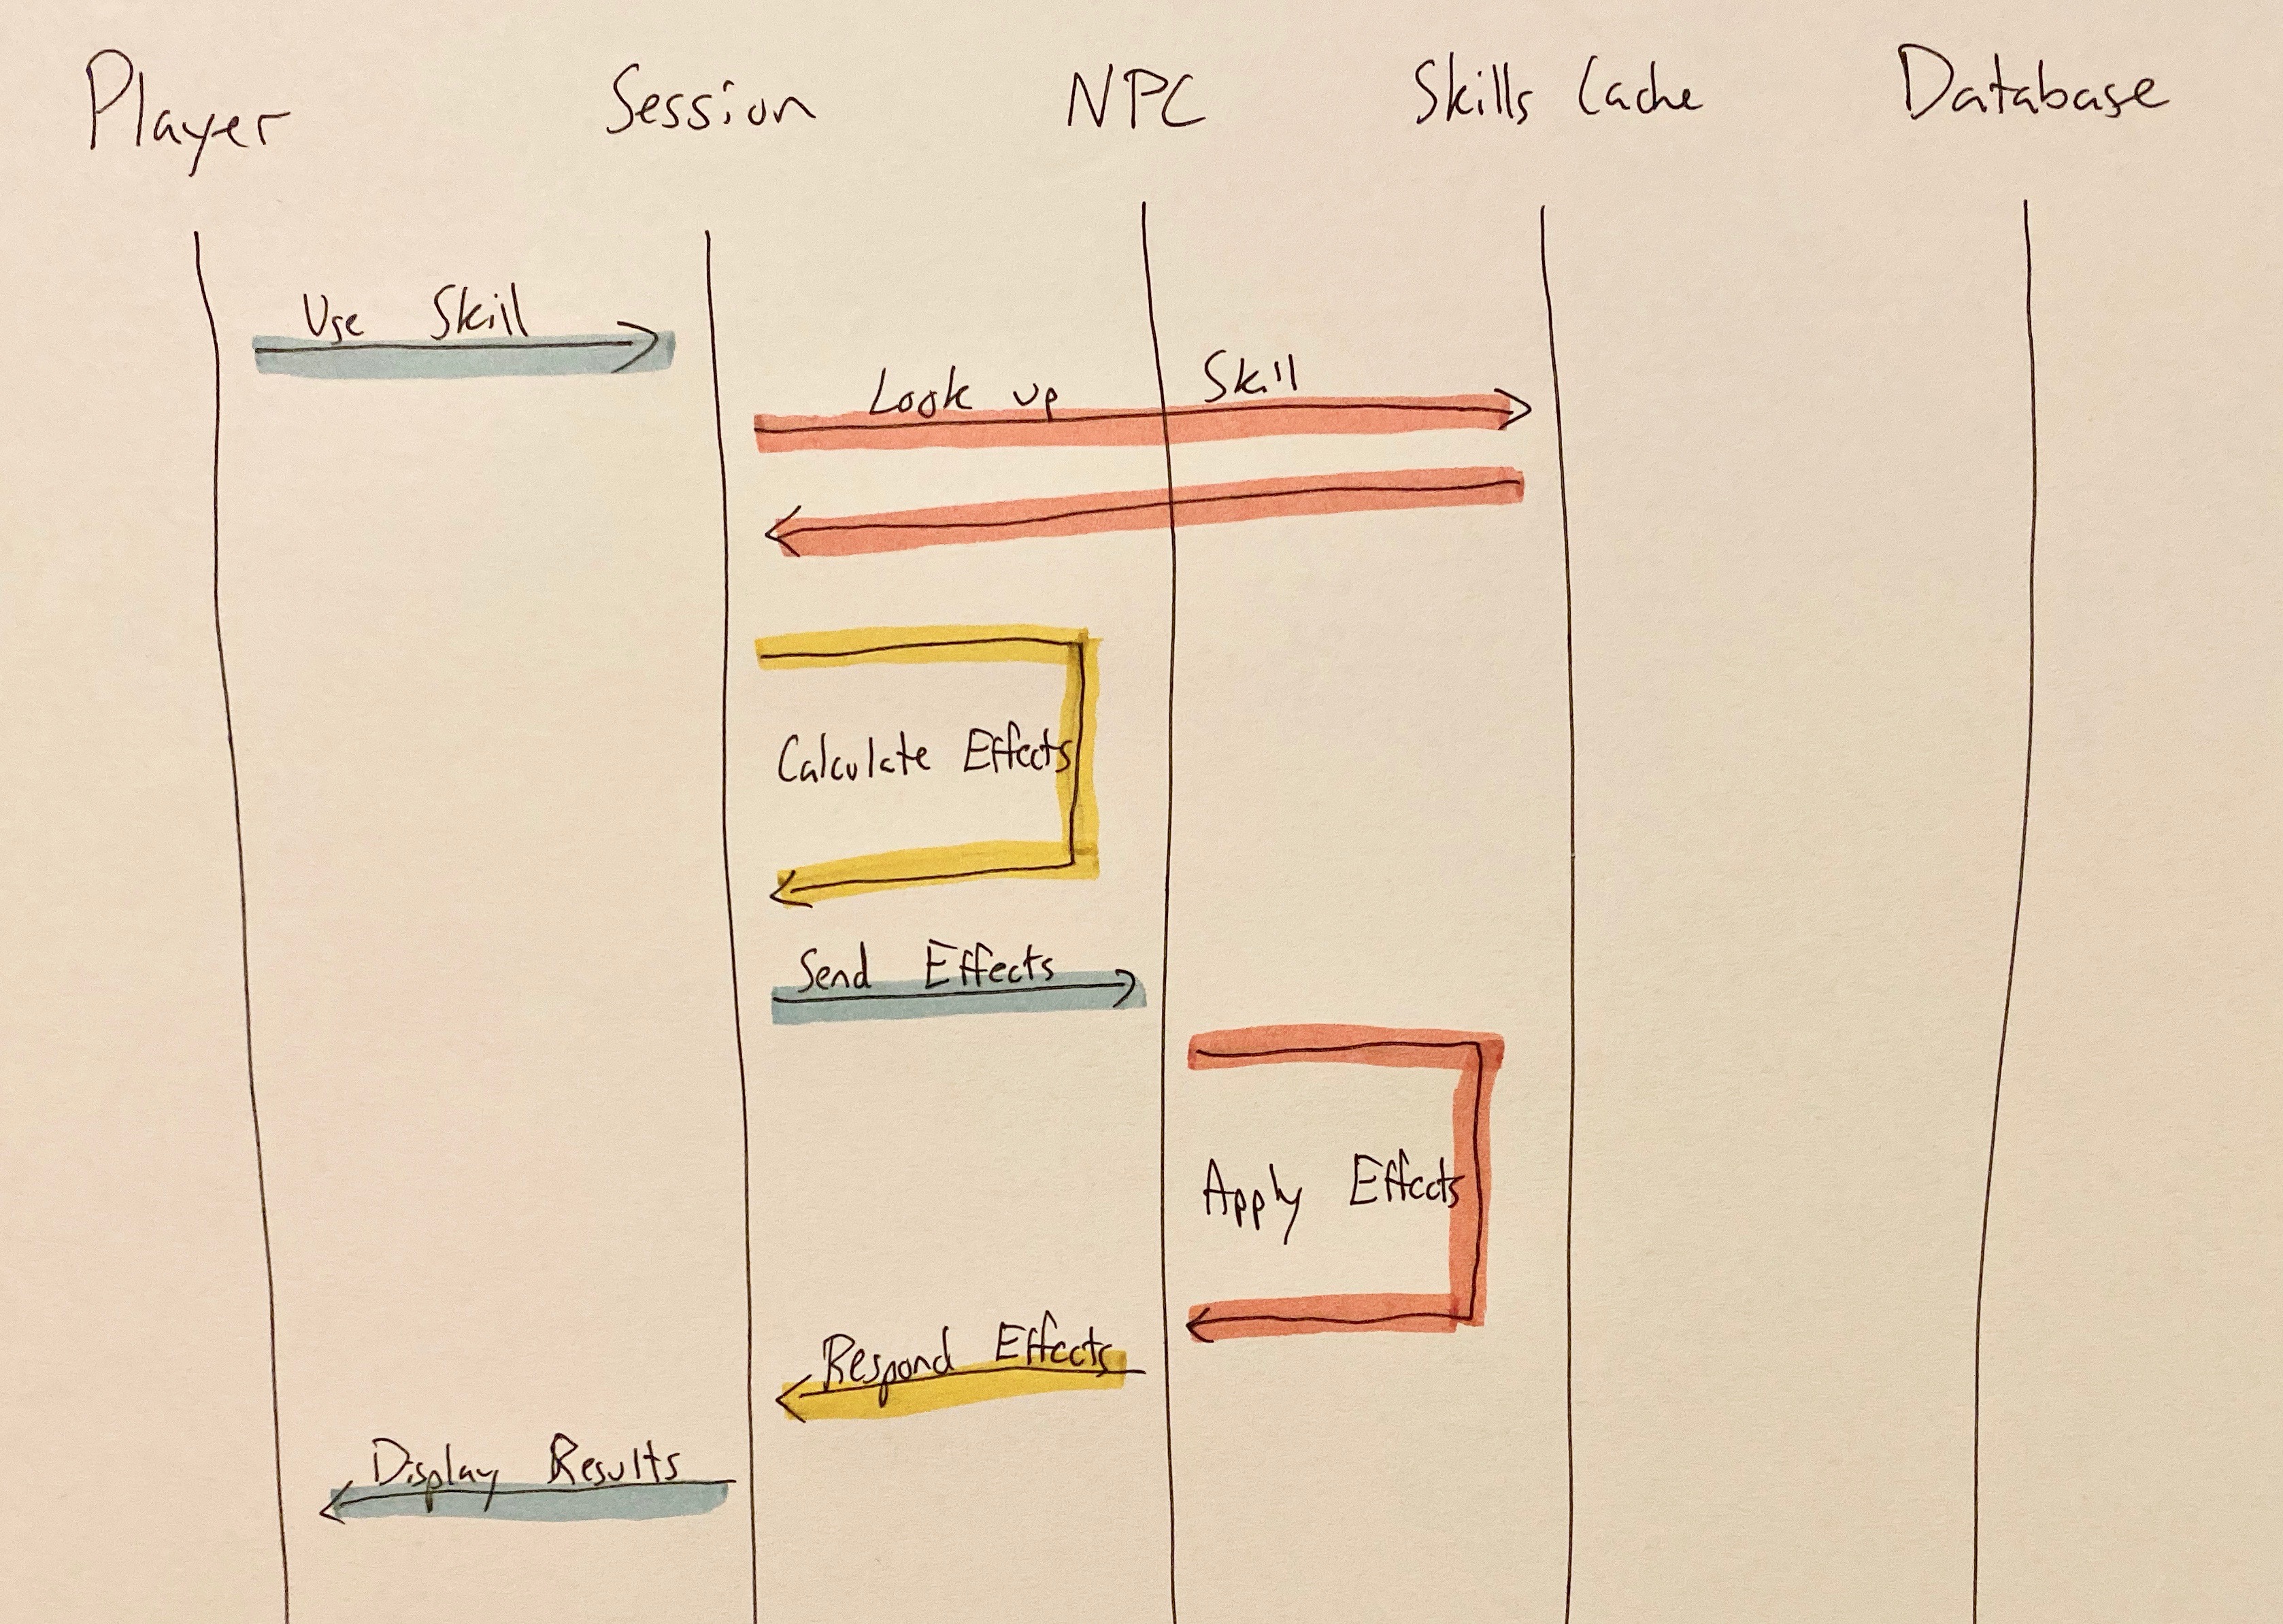 Player Session NPC Skills Cache Database
Use Skill
Look up Skill
Calculate Effects
Send Effects
Apply Effects
Respond Effects
Display Results